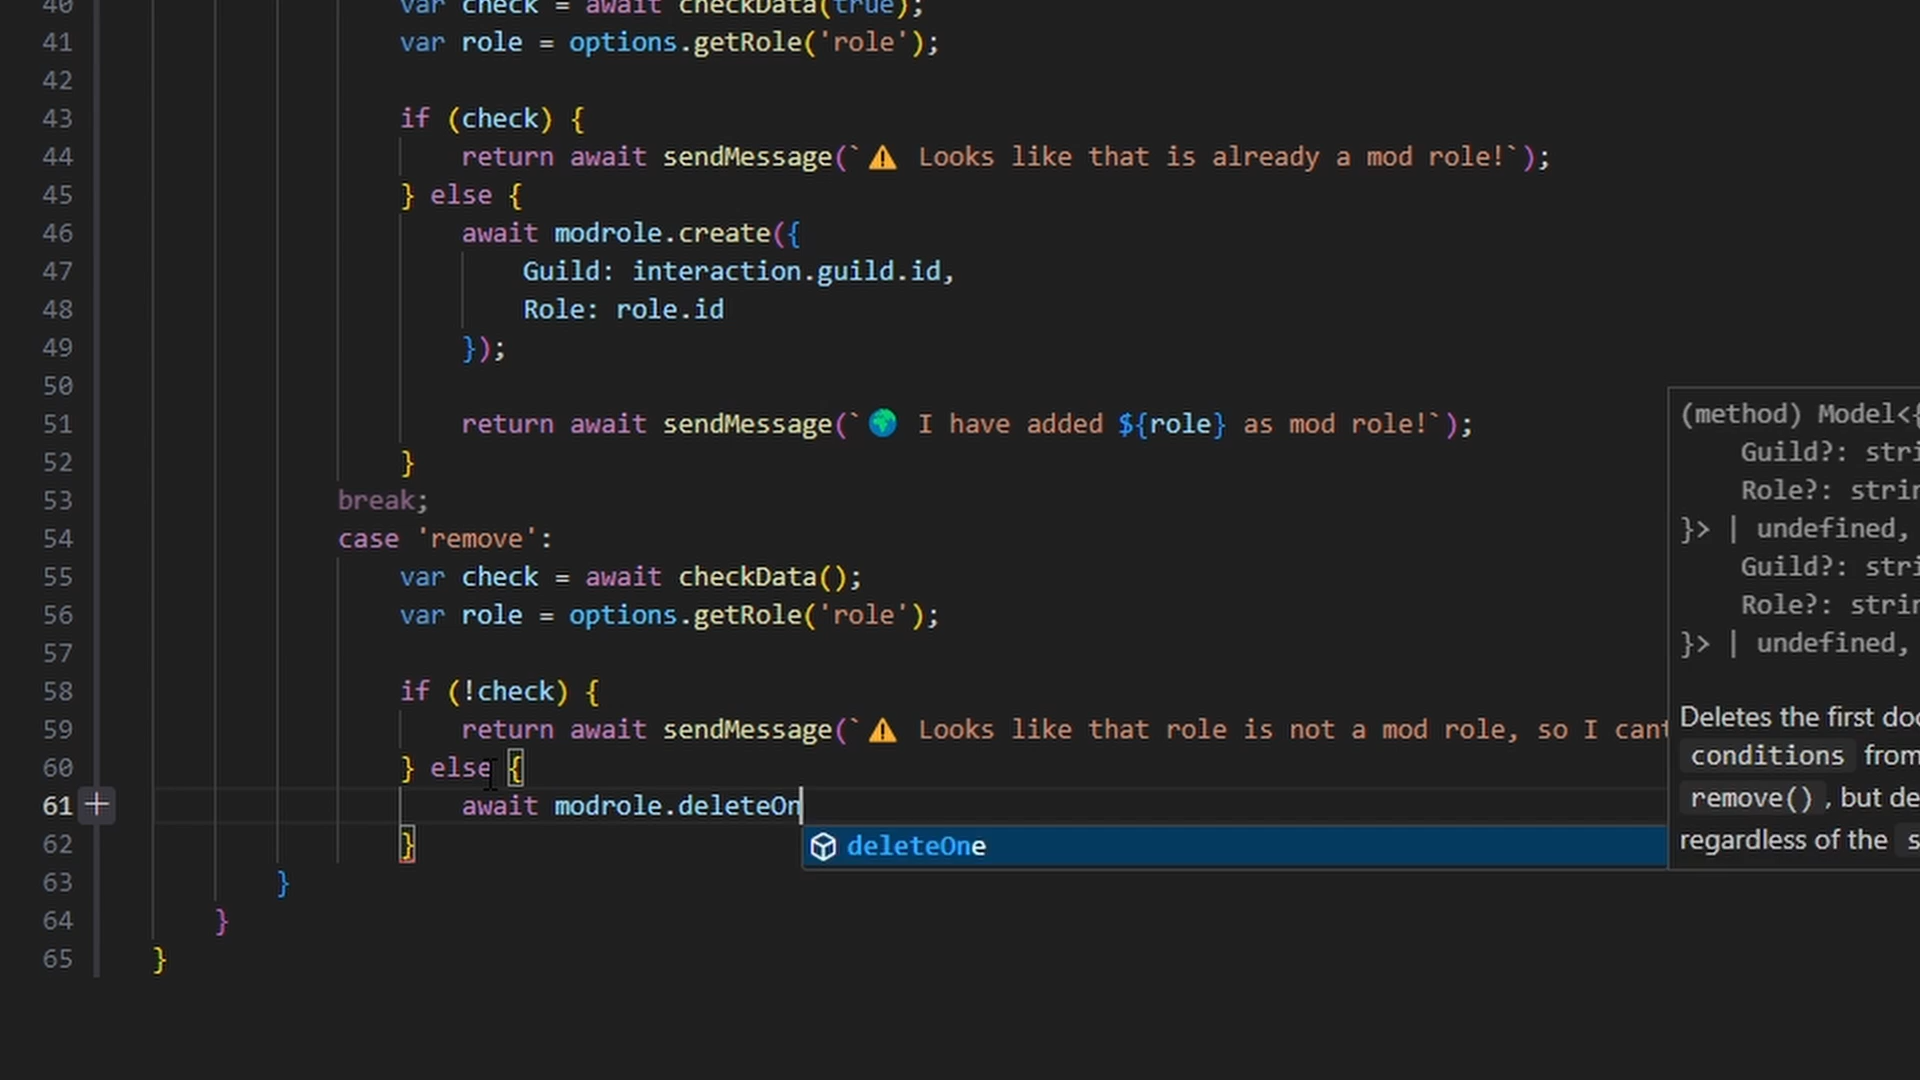 40 var check = await checkData(true);
41 var role = options.getRole('role');
42
43 if (check) {
44 return await sendMessage(`⚠️ Looks like that is already a mod role!`);
45 } else {
46 await modrole.create({
47 Guild: interaction.guild.id,
48 Role: role.id
49 });
50
51 return await sendMessage(`🌍 I have added ${role} as mod role!`);
52 }
53 break;
54 case 'remove':
55 var check = await checkData();
56 var role = options.getRole('role');
57
58 if (!check) {
59 return await sendMessage(`⚠️ Looks like that role is not a mod role, so I cant
60 } else {
61 await modrole.deleteOn
deleteOne
62 }
63 }
64 }
65 }
(method) Model<{
Guild?: stri
Role?: strin
}> | undefined,
Guild?: stri
Role?: strin
}> | undefined,
Deletes the first doc
conditions from
remove() , but de
regardless of the s